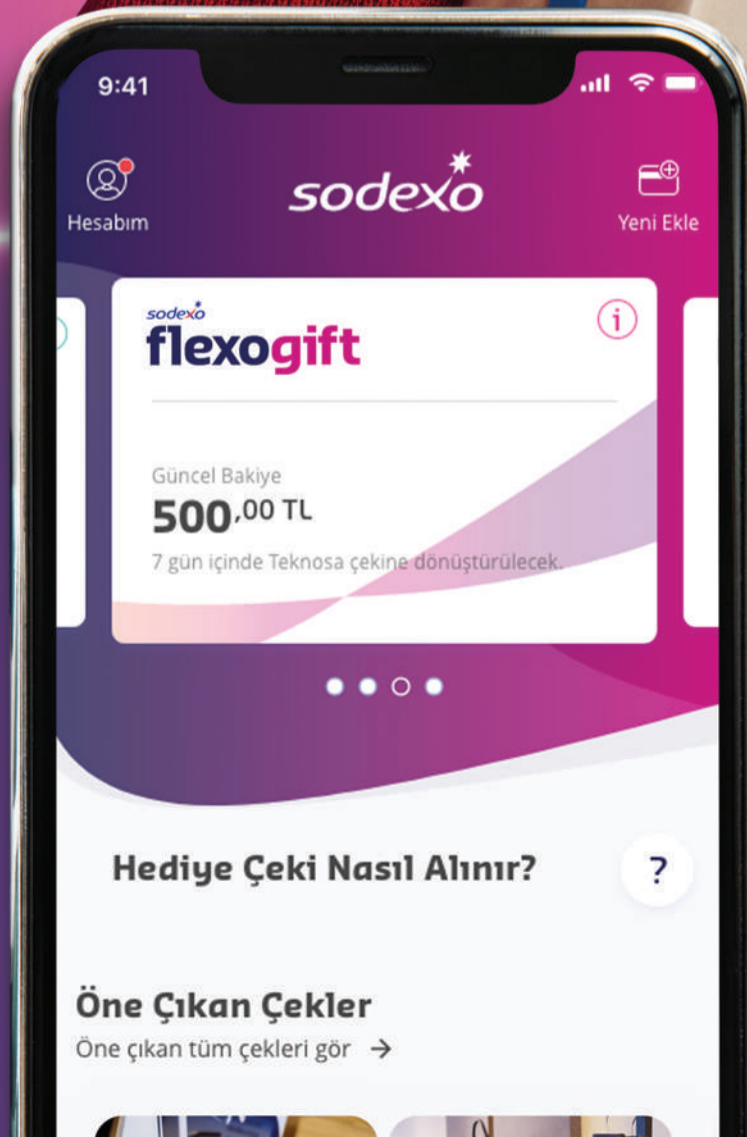 9:41
Hesabım
sodexo
Yeni Ekle
sodexo
flexogift
i
Güncel Bakiye
500,00 TL
7 gün içinde Teknosa çekine dönüştürülecek.
Hediye Çeki Nasıl Alınır?
?
Öne Çıkan Çekler
Öne çıkan tüm çekleri gör →